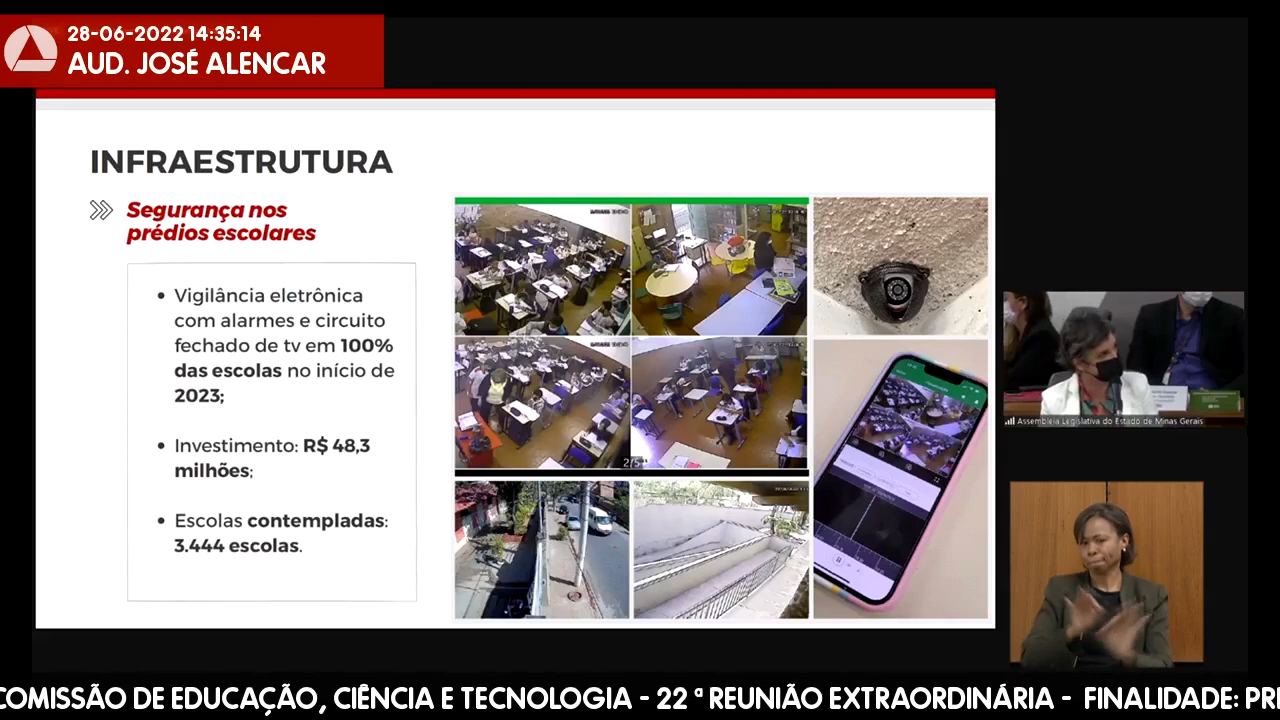 28-06-2022 14:35:14
AUD. JOSÉ ALENCAR
INFRAESTRUTURA
Segurança nos
prédios escolares
• Vigilância eletrônica
com alarmes e circuito
fechado de tv em 100%
das escolas no início de
2023;
• Investimento: R$ 48,3
milhões;
• Escolas contempladas:
3.444 escolas.
2/5
Assembleia Legislativa do Estado de Minas Gerais
COMISSÃO DE EDUCAÇÃO, CIÊNCIA E TECNOLOGIA - 22 ª REUNIÃO EXTRAORDINÁRIA - FINALIDADE: PR